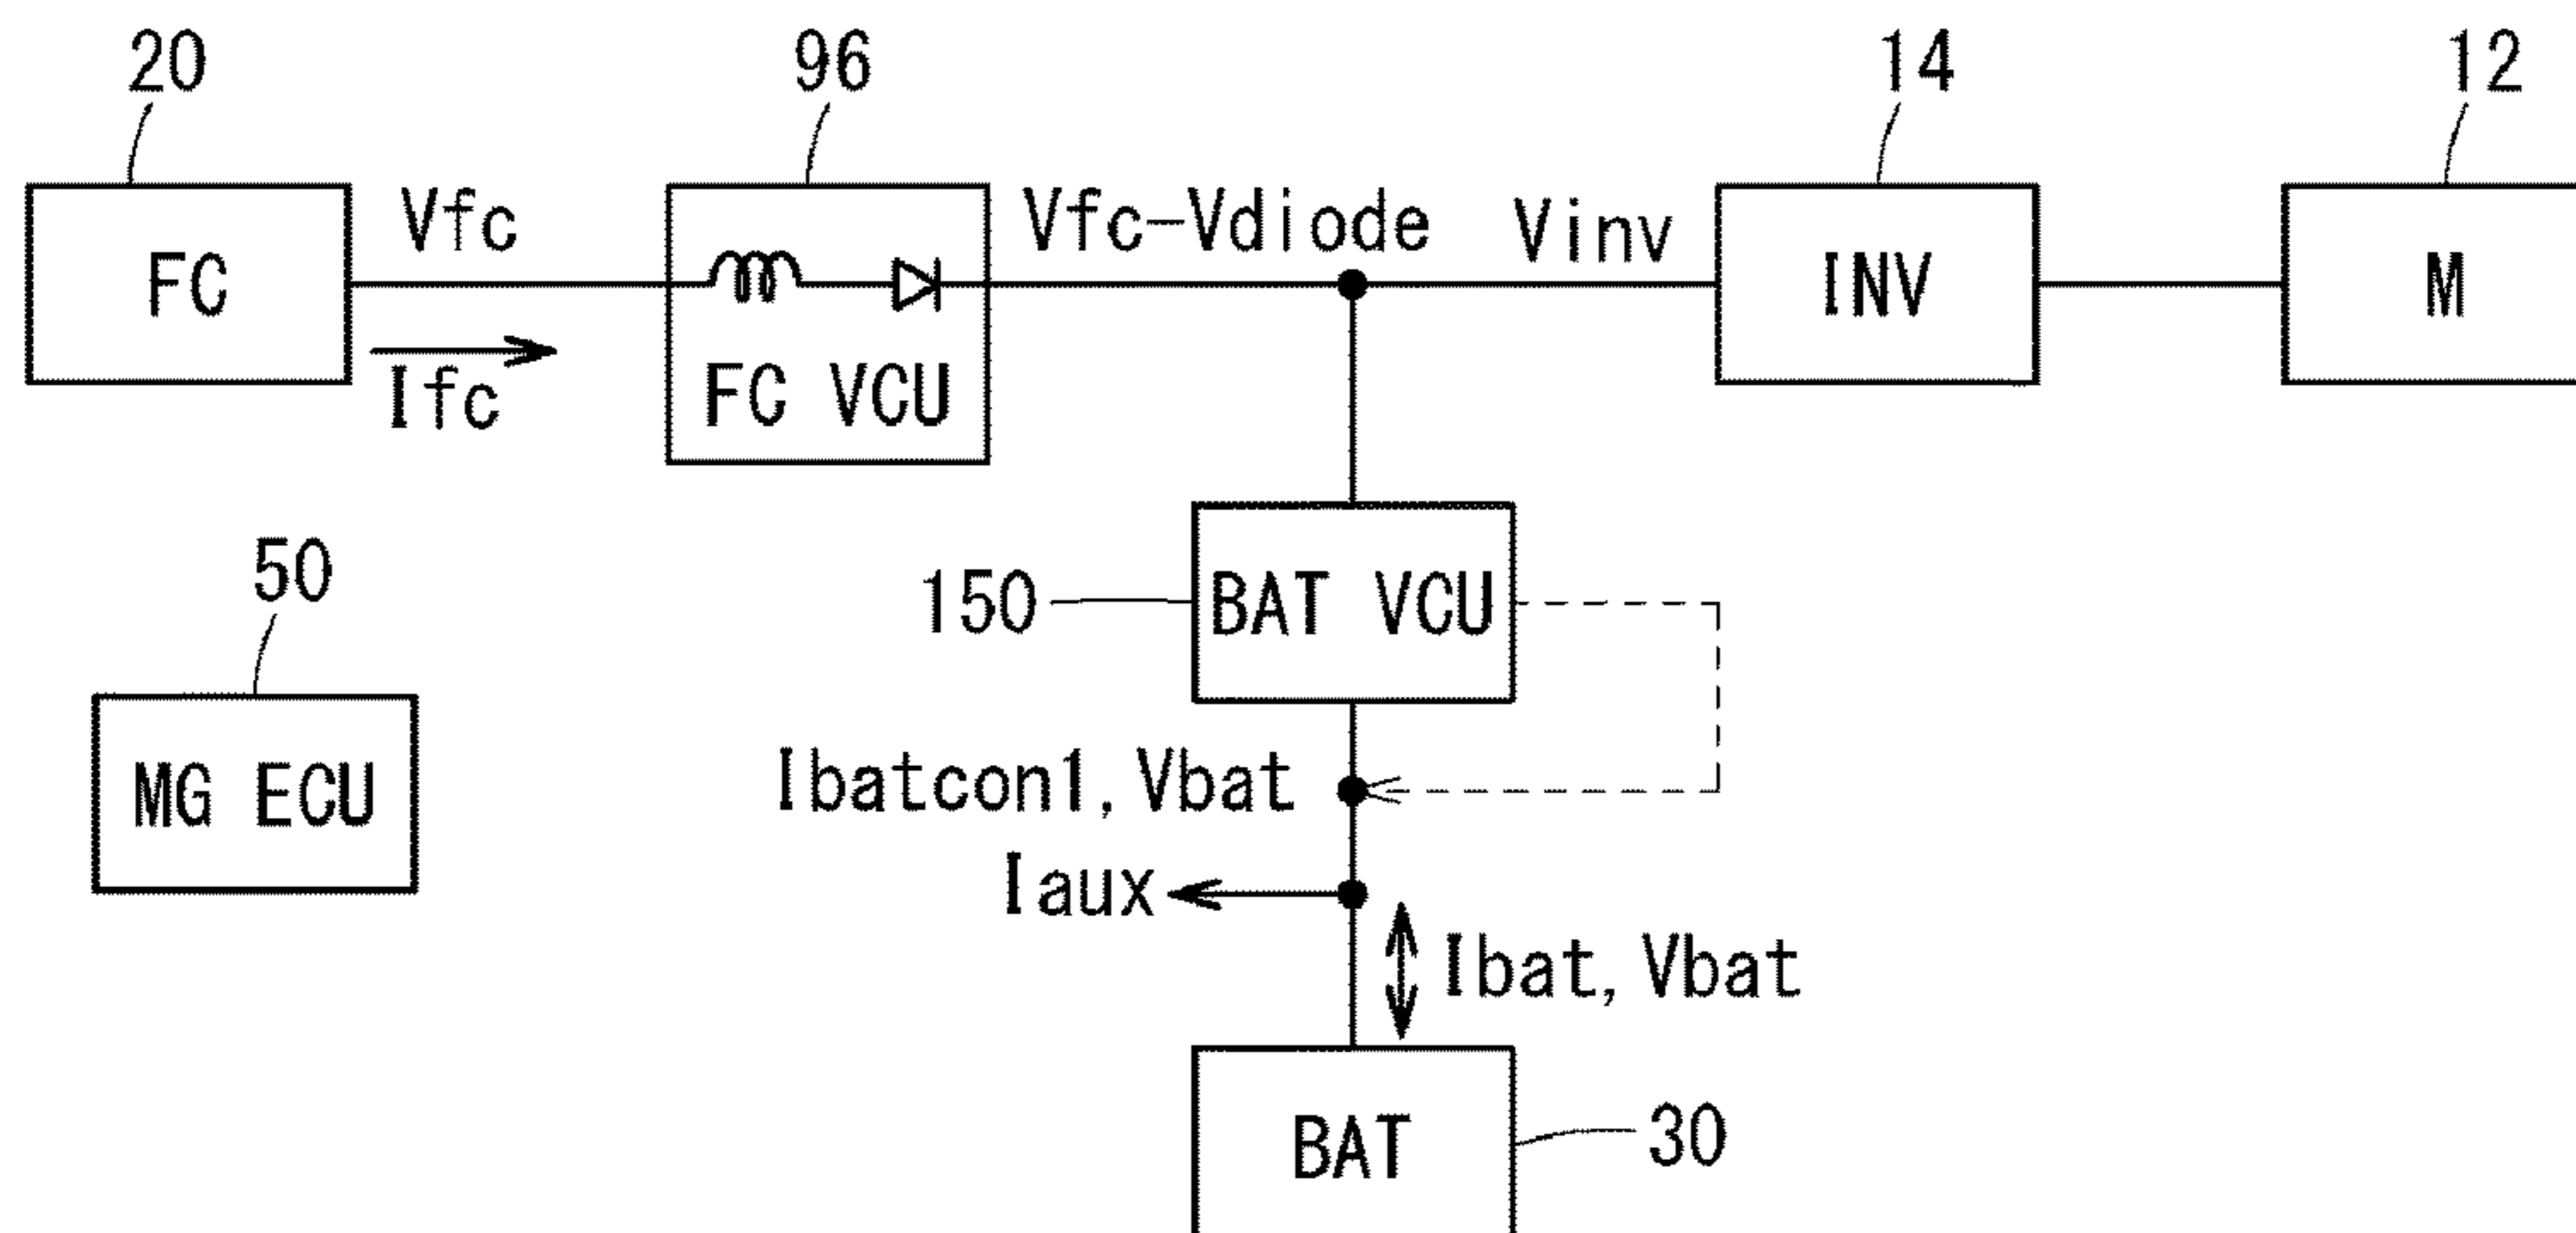 20
96
14
12
FC
Vfc
Ifc
FC VCU
Vfc-Vdiode
Vinv
INV
M
50
MG ECU
150
BAT VCU
Ibatcon1, Vbat
Iaux
Ibat, Vbat
BAT
30